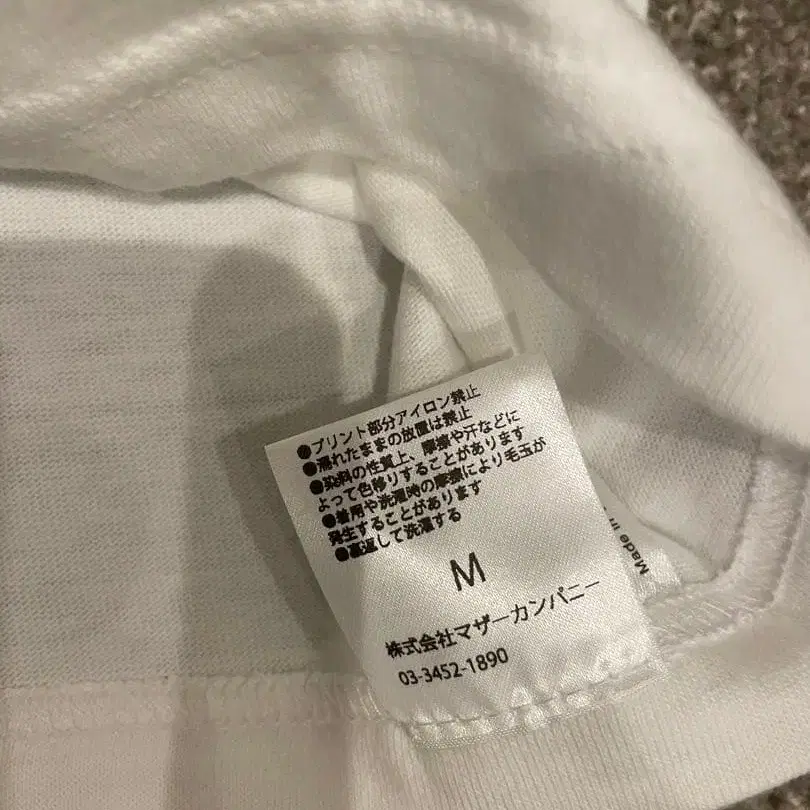 ●プリント部分アイロン禁止
●濡れたままの放置は禁止
●染料の性質上、摩擦や汗などに
よって色移りすることがあります
●着用や洗濯時の摩擦により毛玉が
発生することがあります
●裏返して洗濯する
M
株式会社マザーカンパニー
03-3452-1890
Made in